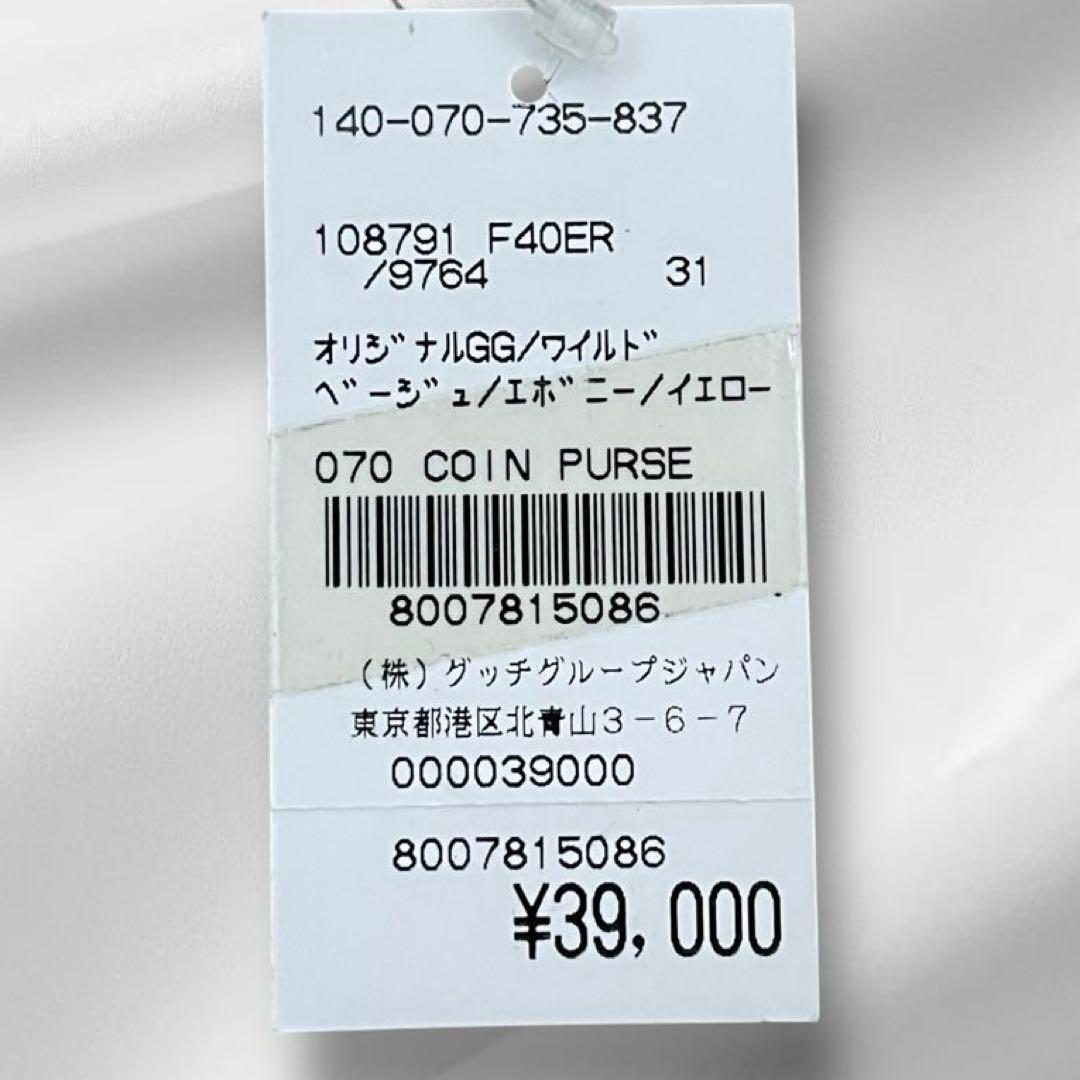 140-070-735-837
108791 F40ER
/9764 31
ｵﾘｼﾞﾅﾙGG/ﾜｲﾙﾄﾞ
ﾍﾞｰｼﾞｭ/ｴﾎﾞﾆｰ/ｲｴﾛｰ
070 COIN PURSE
8007815086
（株）グッチグループジャパン
東京都港区北青山３－６－７
000039000
8007815086
¥39,000